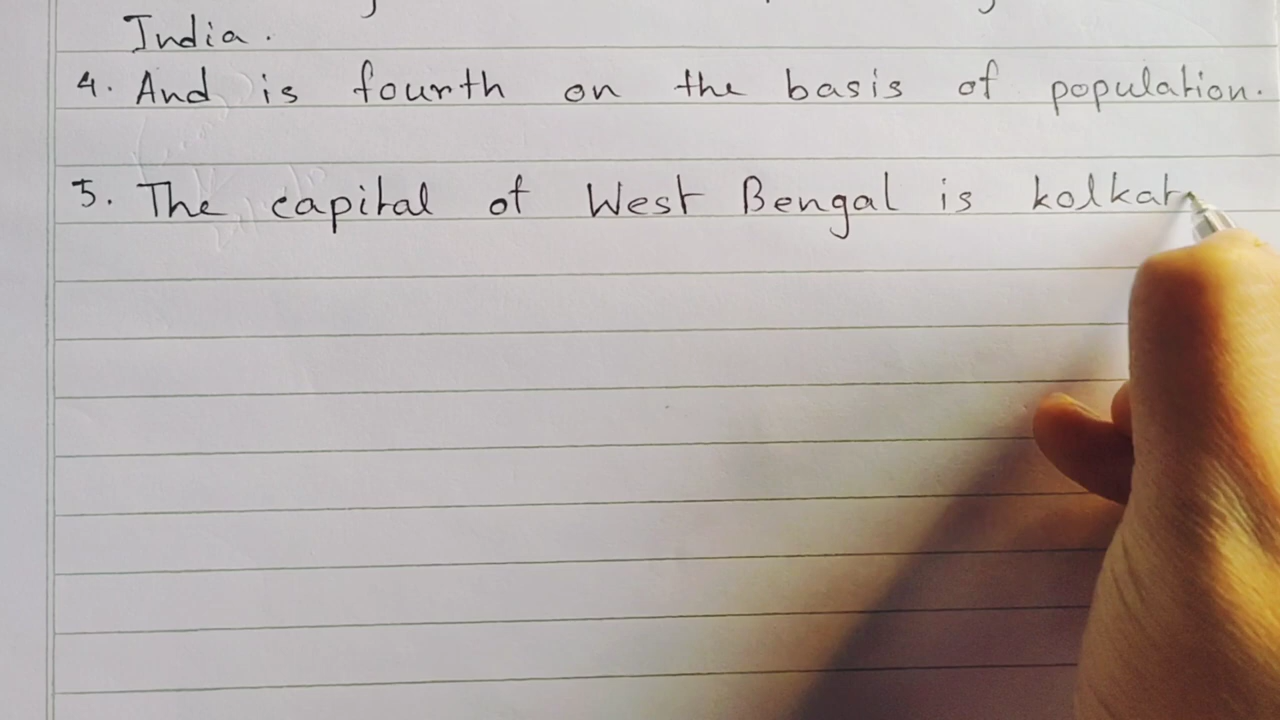 India.
4. And is fourth on the basis of population.
5. The capital of West Bengal is kolkat